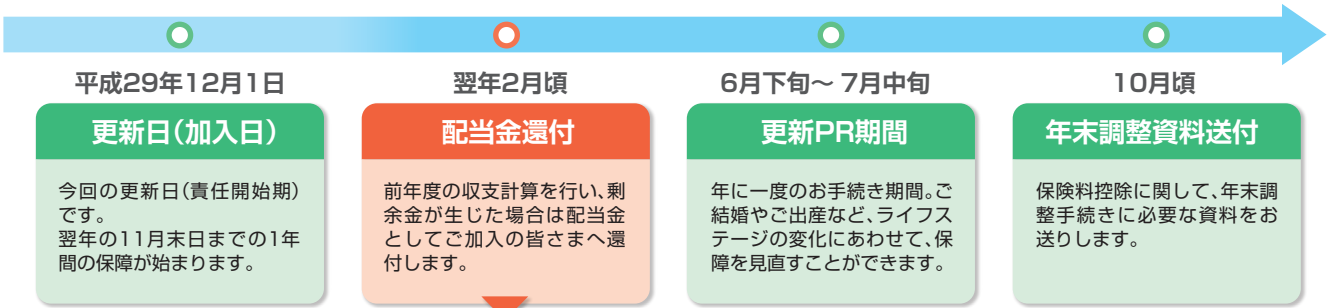 平成29年12月1日
更新日(加入日)
今回の更新日(責任開始期)
です。
翌年の11月末日までの1年
間の保障が始まります。
翌年2月頃
配当金還付
前年度の収支計算を行い、剰
余金が生じた場合は配当金
としてご加入の皆さまへ還
付します。
6月下旬～7月中旬
更新PR期間
年に一度のお手続き期間。ご
結婚やご出産など、ライフス
テージの変化にあわせて、保
障を見直すことができます。
10月頃
年末調整資料送付
保険料控除に関して、年末調
整手続きに必要な資料をお
送りします。